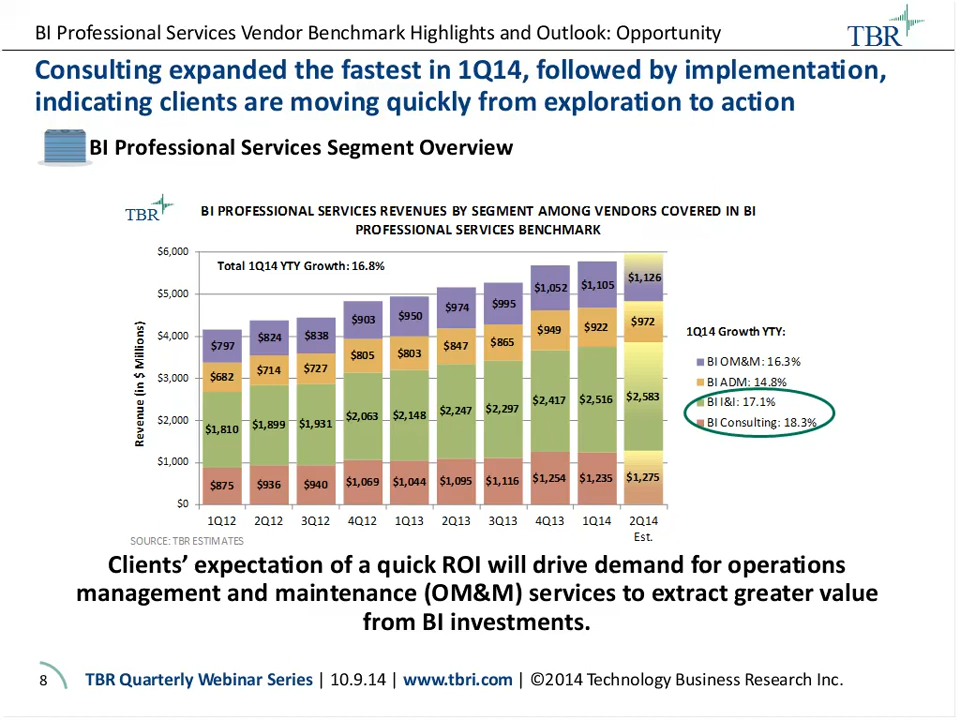 BI Professional Services Vendor Benchmark Highlights and Outlook: Opportunity
TBR
Consulting expanded the fastest in 1Q14, followed by implementation,
indicating clients are moving quickly from exploration to action
BI Professional Services Segment Overview
TBR
BI PROFESSIONAL SERVICES REVENUES BY SEGMENT AMONG VENDORS COVERED IN BI
PROFESSIONAL SERVICES BENCHMARK
Total 1Q14 YTY Growth: 16.8%
Revenue (in $ Millions)
$6,000
$5,000
$4,000
$3,000
$2,000
$1,000
$0
$797 $824 $838 $903 $950 $974 $995 $1,052 $1,105 $1,126
$682 $714 $727 $805 $803 $847 $865 $949 $922 $972
$1,810 $1,899 $1,931 $2,063 $2,148 $2,247 $2,297 $2,417 $2,516 $2,583
$875 $936 $940 $1,069 $1,044 $1,095 $1,116 $1,254 $1,235 $1,275
1Q12 2Q12 3Q12 4Q12 1Q13 2Q13 3Q13 4Q13 1Q14 2Q14
Est.
1Q14 Growth YTY:
BI OM&M: 16.3%
BI ADM: 14.8%
BI I&I: 17.1%
BI Consulting: 18.3%
SOURCE: TBR ESTIMATES
Clients’ expectation of a quick ROI will drive demand for operations
management and maintenance (OM&M) services to extract greater value
from BI investments.
8
TBR Quarterly Webinar Series | 10.9.14 | www.tbri.com | ©2014 Technology Business Research Inc.